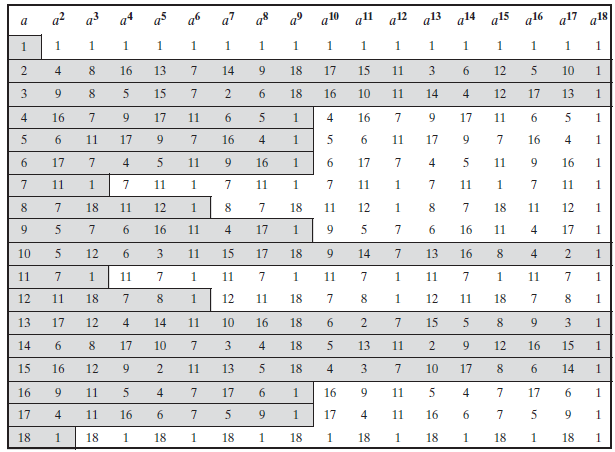 a a² a³ a⁴ a⁵ a⁶ a⁷ a⁸ a⁹ a¹⁰ a¹¹ a¹² a¹³ a¹⁴ a¹⁵ a¹⁶ a¹⁷ a¹⁸
1 1 1 1 1 1 1 1 1 1 1 1 1 1 1 1 1 1
2 4 8 16 13 7 14 9 18 17 15 11 3 6 12 5 10 1
3 9 8 5 15 7 2 6 18 16 10 11 14 4 12 17 13 1
4 16 7 9 17 11 6 5 1 4 16 7 9 17 11 6 5 1
5 6 11 17 9 7 16 4 1 5 6 11 17 9 7 16 4 1
6 17 7 4 5 11 9 16 1 6 17 7 4 5 11 9 16 1
7 11 1 7 11 1 7 11 1 7 11 1 7 11 1 7 11 1
8 7 18 11 12 1 8 7 18 11 12 1 8 7 18 11 12 1
9 5 7 6 16 11 4 17 1 9 5 7 6 16 11 4 17 1
10 5 12 6 3 11 15 17 18 9 14 7 13 16 8 4 2 1
11 7 1 11 7 1 11 7 1 11 7 1 11 7 1 11 7 1
12 11 18 7 8 1 12 11 18 7 8 1 12 11 18 7 8 1
13 17 12 4 14 11 10 16 18 6 2 7 15 5 8 9 3 1
14 6 8 17 10 7 3 4 18 5 13 11 2 9 12 16 15 1
15 16 12 9 2 11 13 5 18 4 3 7 10 17 8 6 14 1
16 9 11 5 4 7 17 6 1 16 9 11 5 4 7 17 6 1
17 4 11 16 6 7 5 9 1 17 4 11 16 6 7 5 9 1
18 1 18 1 18 1 18 1 18 1 18 1 18 1 18 1 18 1